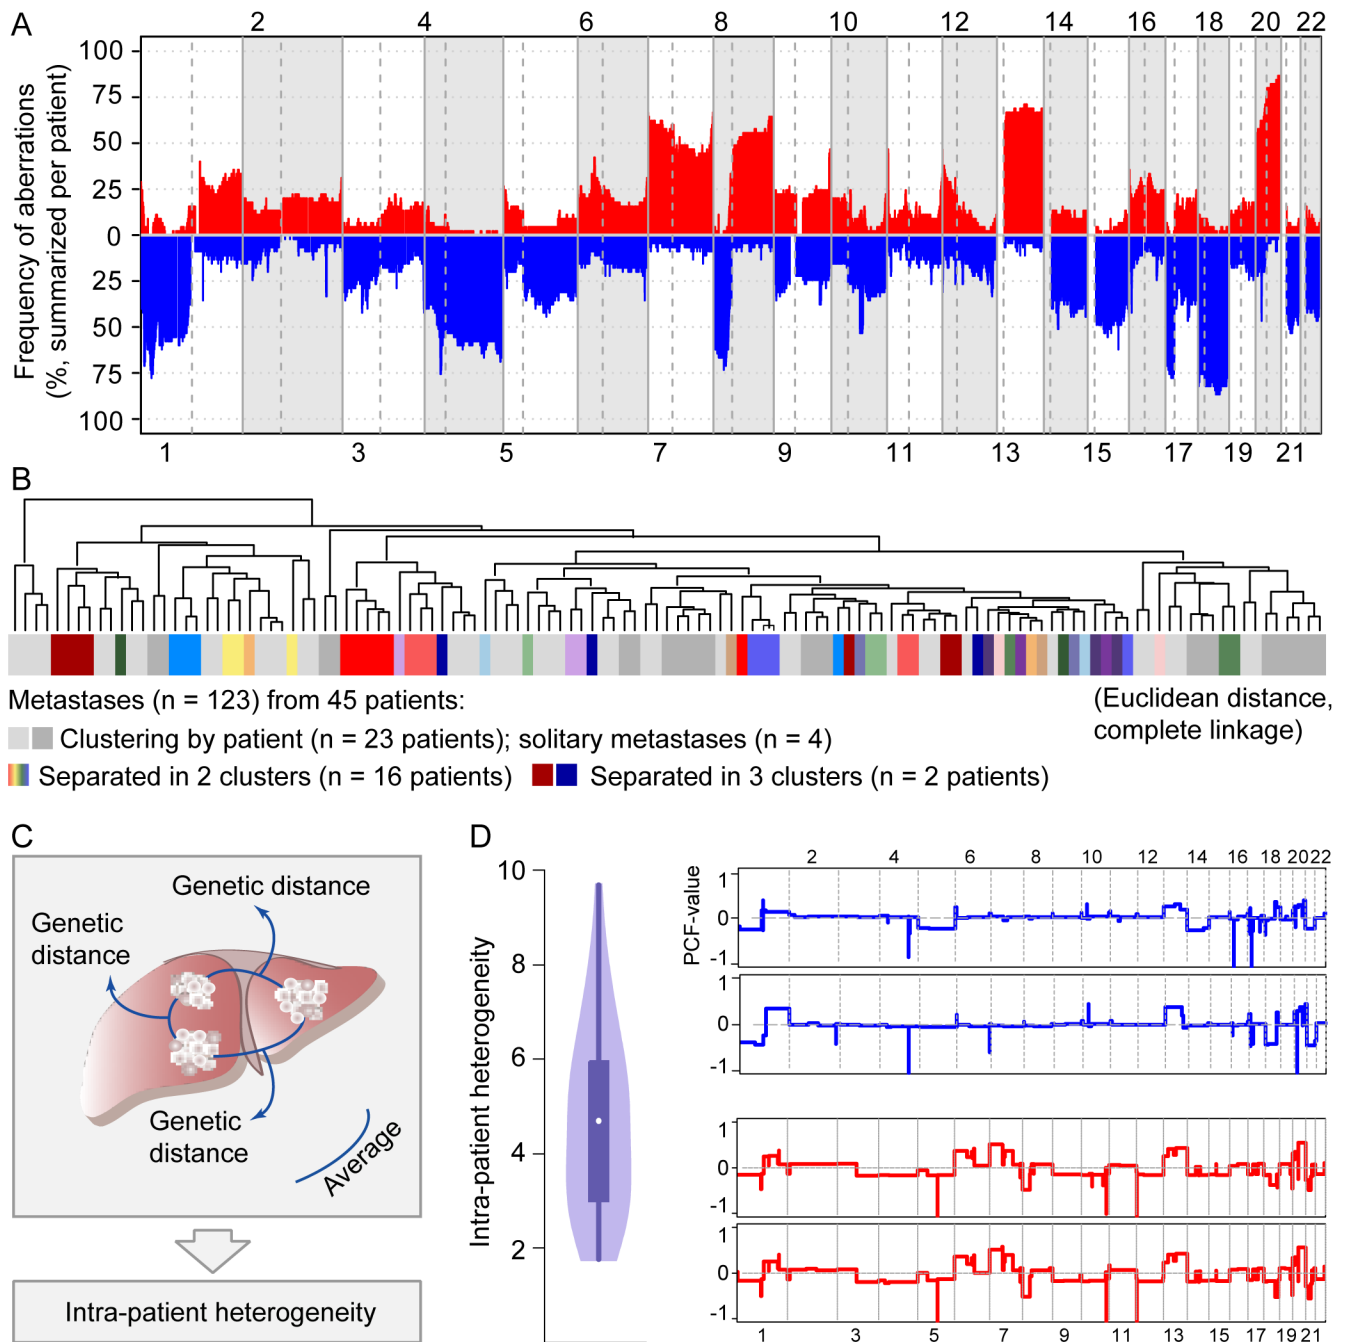 A
2 4 6 8 10 12 14 16 18 20 22
Frequency of aberrations
(%, summarized per patient)
100
75
50
25
0
25
50
75
100
1 3 5 7 9 11 13 15 17 19 21
B
Metastases (n = 123) from 45 patients:
(Euclidean distance,
complete linkage)
Clustering by patient (n = 23 patients); solitary metastases (n = 4)
Separated in 2 clusters (n = 16 patients)
Separated in 3 clusters (n = 2 patients)
C
Genetic distance
Genetic
distance
Genetic
distance
Average
Intra-patient heterogeneity
D
Intra-patient heterogeneity
10
8
6
4
2
PCF-value
2 4 6 8 10 12 14 16 18 20 22
1
0
-1
1
0
-1
1
0
-1
1
0
-1
1 3 5 7 9 11 13 15 17 19 21